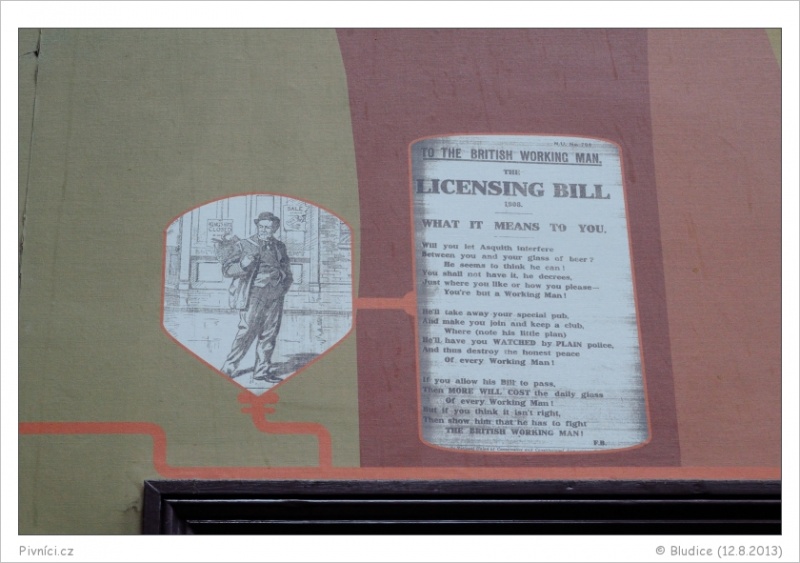 TO THE BRITISH WORKING MAN.
THE
LICENSING BILL
1908.
WHAT IT MEANS TO YOU.
Will you let Asquith interfere
Between you and your glass of beer?
He seems to think he can!
You shall not have it, he decrees,
Just where you like or how you please—
You're but a Working Man!
He'll take away your special pub,
And make you join and keep a club,
Where (note his little plan)
He'll have you WATCHED by PLAIN police,
And thus destroy the honest peace
Of every Working Man!
If you allow his Bill to pass,
Then MORE WILL COST the daily glass
Of every Working Man!
But if you think it isn't right,
Then show him that he has to fight
THE BRITISH WORKING MAN!
F.B.
Pivníci.cz
© Bludice (12.8.2013)